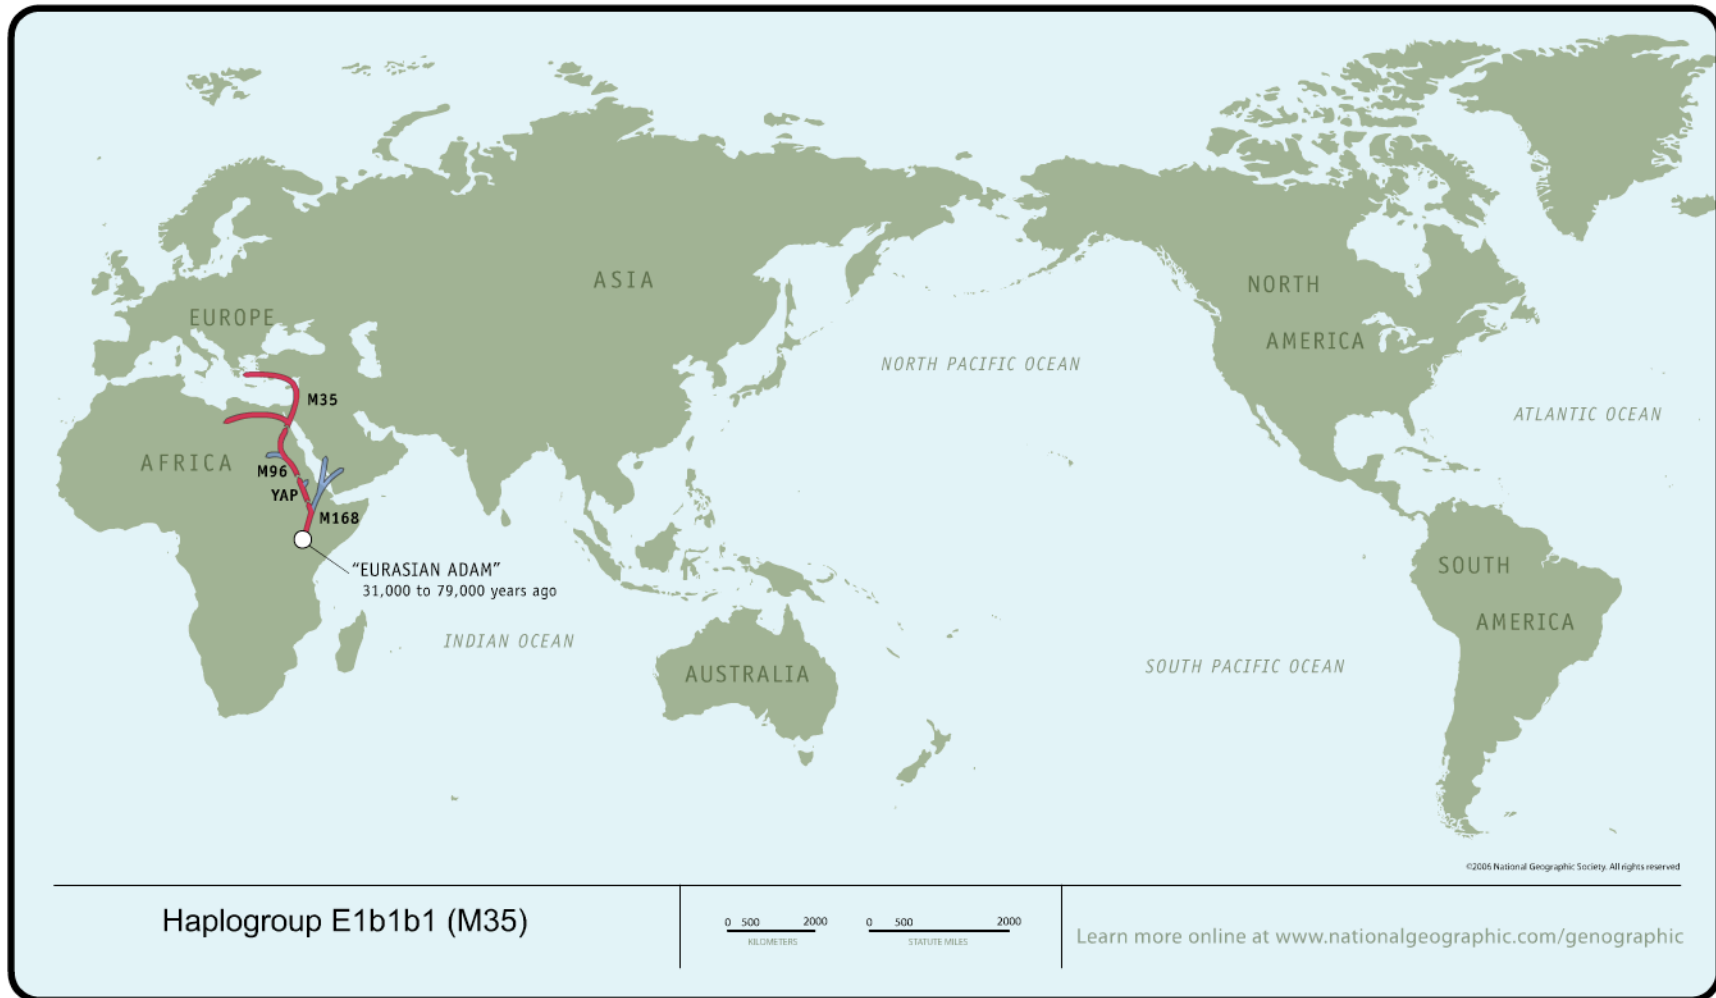 ASIA
NORTH
AMERICA
EUROPE
NORTH PACIFIC OCEAN
M35
ATLANTIC OCEAN
AFRICA
M96
YAP
M168
"EURASIAN ADAM"
31,000 to 79,000 years ago
SOUTH
AMERICA
INDIAN OCEAN
SOUTH PACIFIC OCEAN
AUSTRALIA
©2006 National Geographic Society. All rights reserved
Haplogroup E1b1b1 (M35)
0 500 2000
KILOMETERS
0 500 2000
STATUTE MILES
Learn more online at www.nationalgeographic.com/genographic